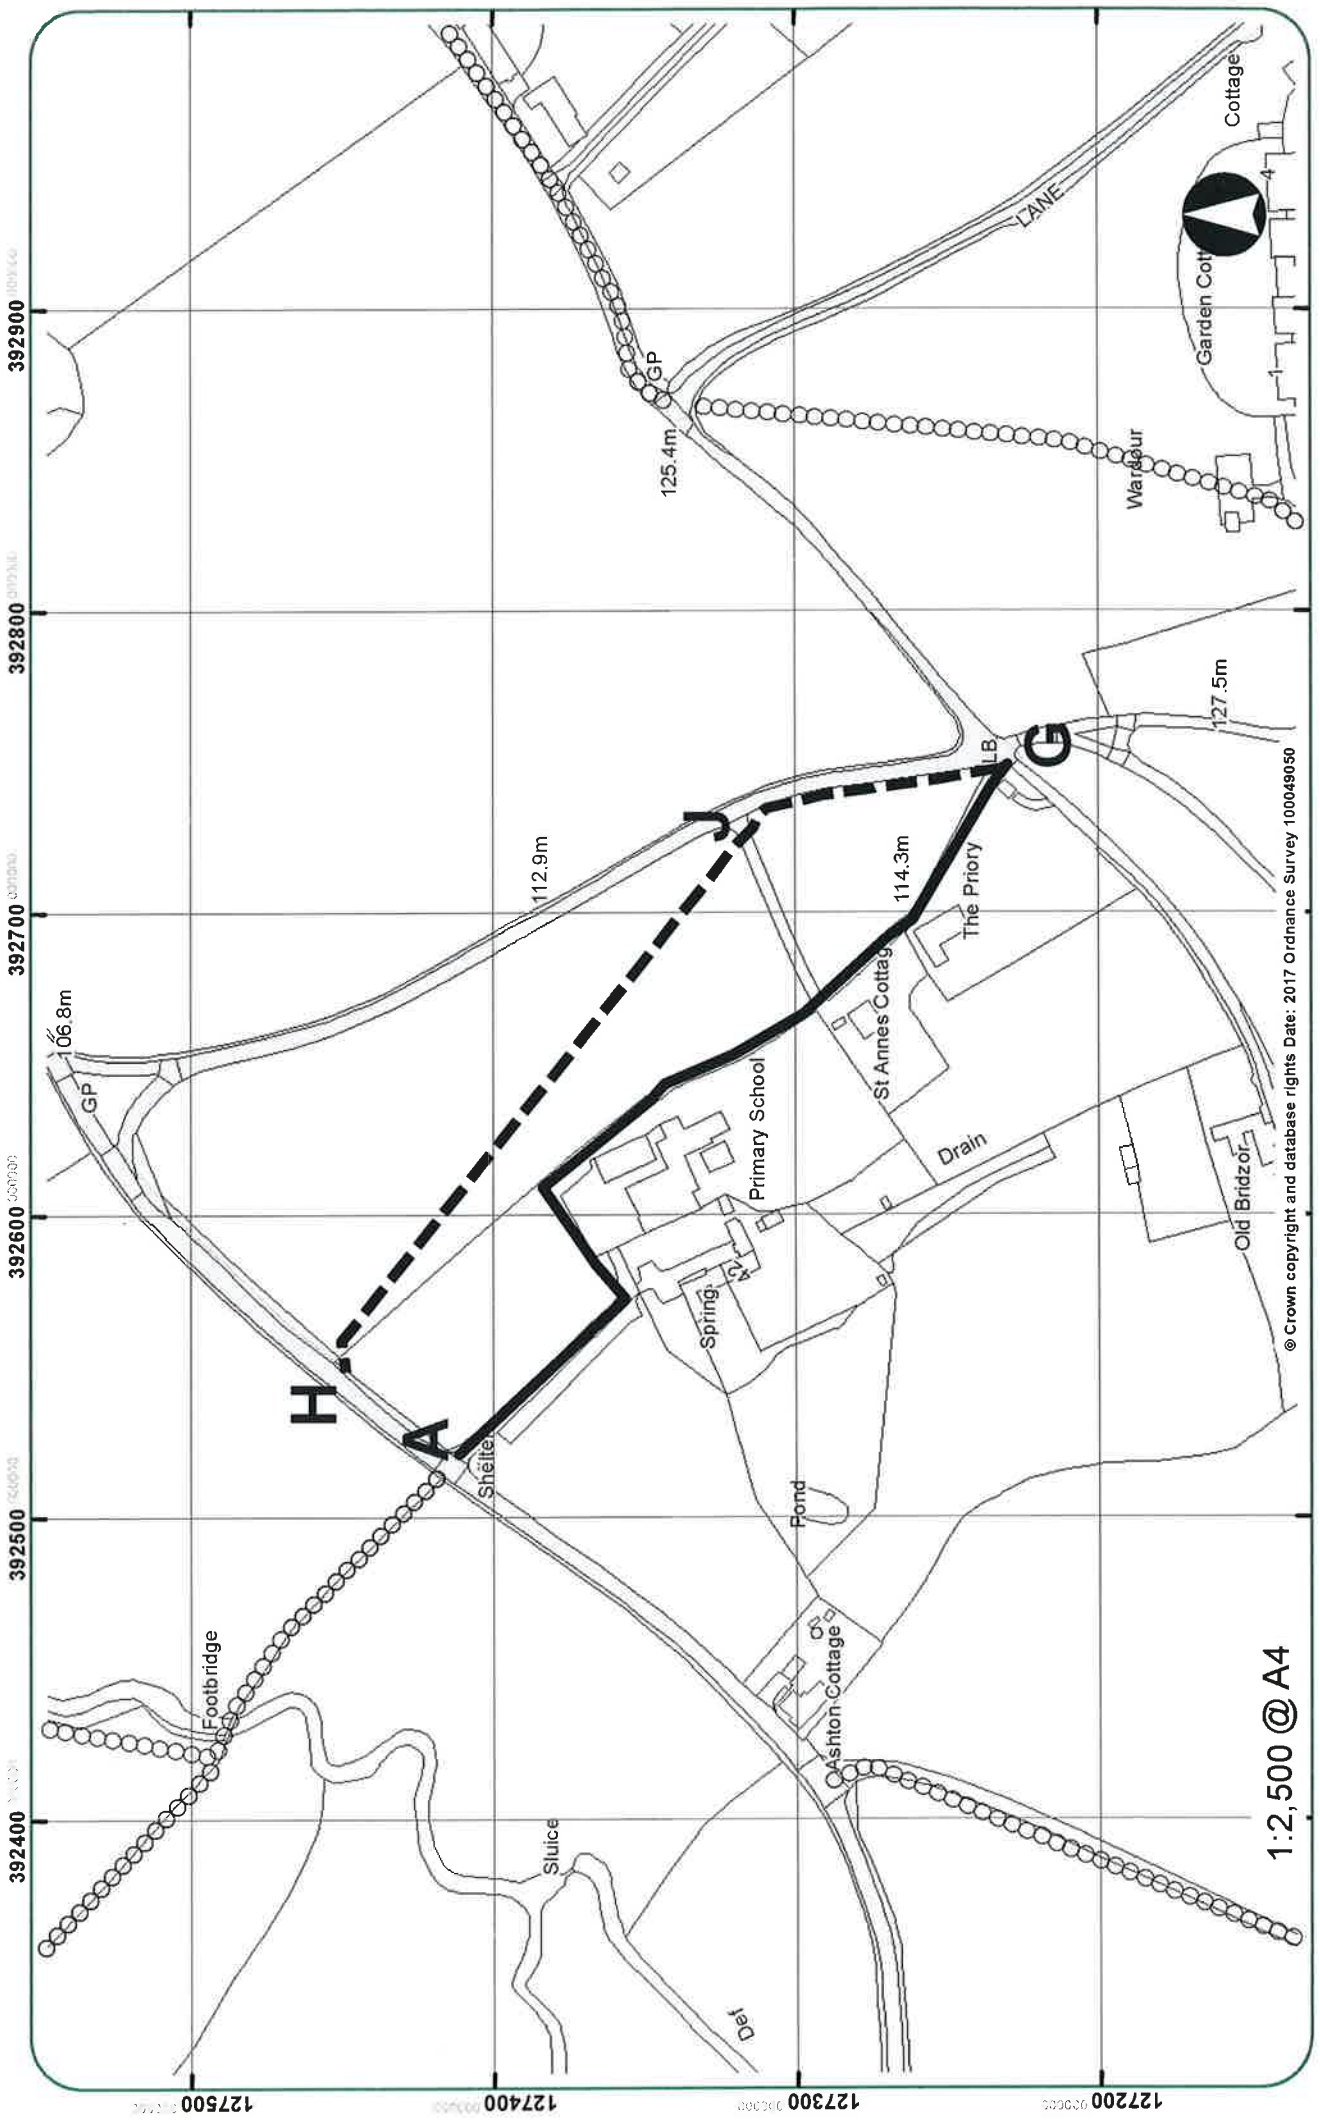 392900
392800
392700
392600
392500
392400
127500
127400
127300
127200
GP
106.8m
112.9m
GP
125.4m
LANE
Cottage
4
1
Wardour
LB
G
127.5m
J
114.3m
The Priory
St Annes Cottag
Primary School
Drain
Old Bridzor
H
A
Shelter
Spring
42
Pond
Footbridge
Ashton Cottage
Sluice
Def
1:2,500 @ A4
© Crown copyright and database rights Date: 2017 Ordnance Survey 100049050